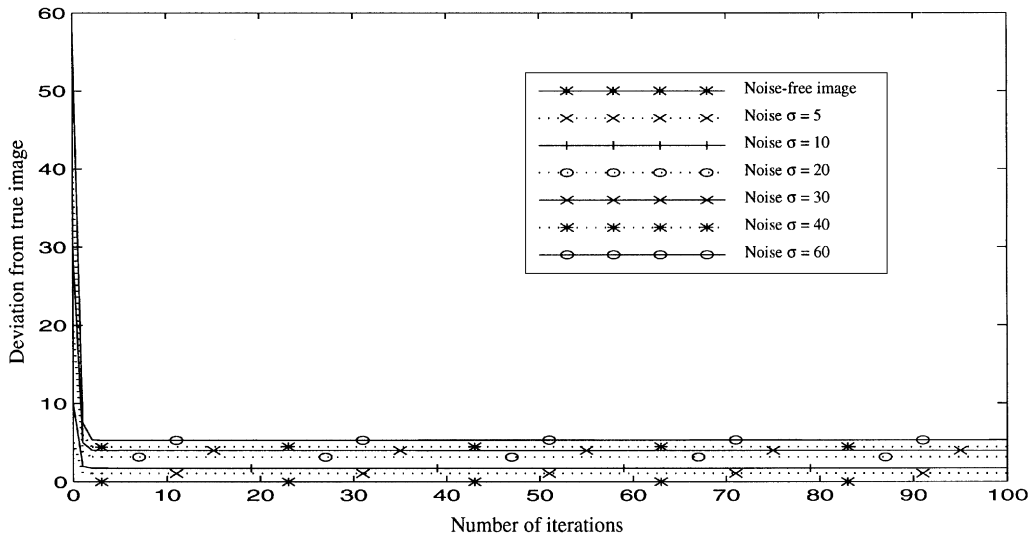 60
50
40
30
20
10
0
Deviation from true image
Noise-free image
Noise σ = 5
Noise σ = 10
Noise σ = 20
Noise σ = 30
Noise σ = 40
Noise σ = 60
0 10 20 30 40 50 60 70 80 90 100
Number of iterations